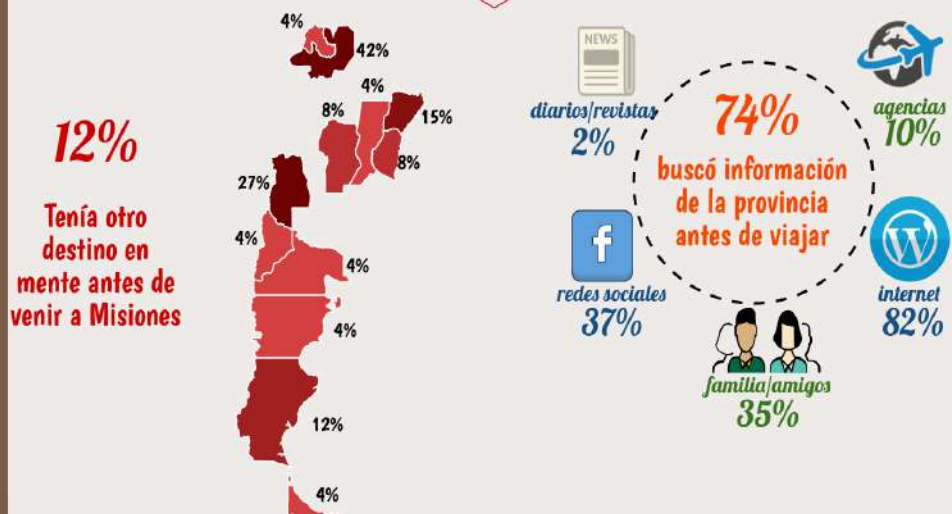 12%
Tenía otro
destino en
mente antes de
venir a Misiones
4%
42%
4%
8%
15%
8%
27%
4%
4%
4%
12%
4%
NEWS
diarios/revistas
2%
74%
buscó información
de la provincia
antes de viajar
agencias
10%
f
redes sociales
37%
W
internet
82%
familia/amigos
35%